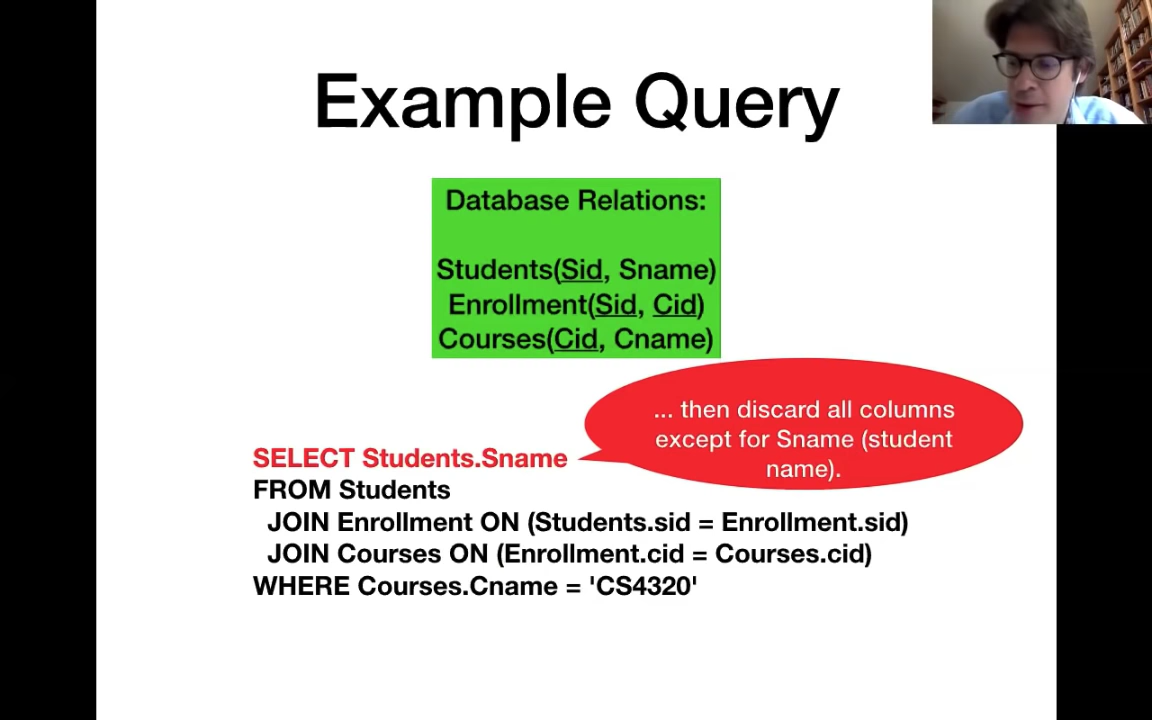 Example Query
Database Relations:
Students(Sid, Sname)
Enrollment(Sid, Cid)
Courses(Cid, Cname)
... then discard all columns
except for Sname (student
name).
SELECT Students.Sname
FROM Students
JOIN Enrollment ON (Students.sid = Enrollment.sid)
JOIN Courses ON (Enrollment.cid = Courses.cid)
WHERE Courses.Cname = 'CS4320'